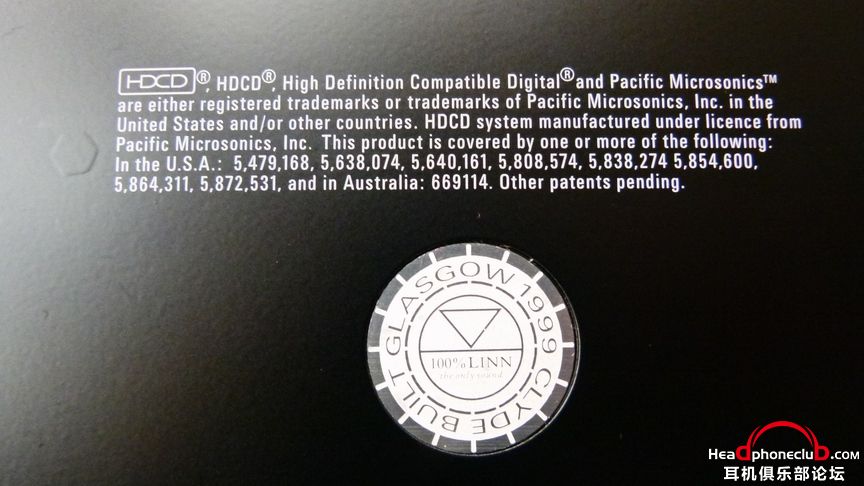 HDCD®, HDCD®, High Definition Compatible Digital® and Pacific Microsonics™
are either registered trademarks or trademarks of Pacific Microsonics, Inc. in the
United States and/or other countries. HDCD system manufactured under licence from
Pacific Microsonics, Inc. This product is covered by one or more of the following:
In the U.S.A.: 5,479,168, 5,638,074, 5,640,161, 5,808,574, 5,838,274 5,854,600,
5,864,311, 5,872,531, and in Australia: 669114. Other patents pending.
GLASGOW 1999 CLYDE BUILT
100% LINN
the only sound
Headphoneclub.com
耳机俱乐部论坛